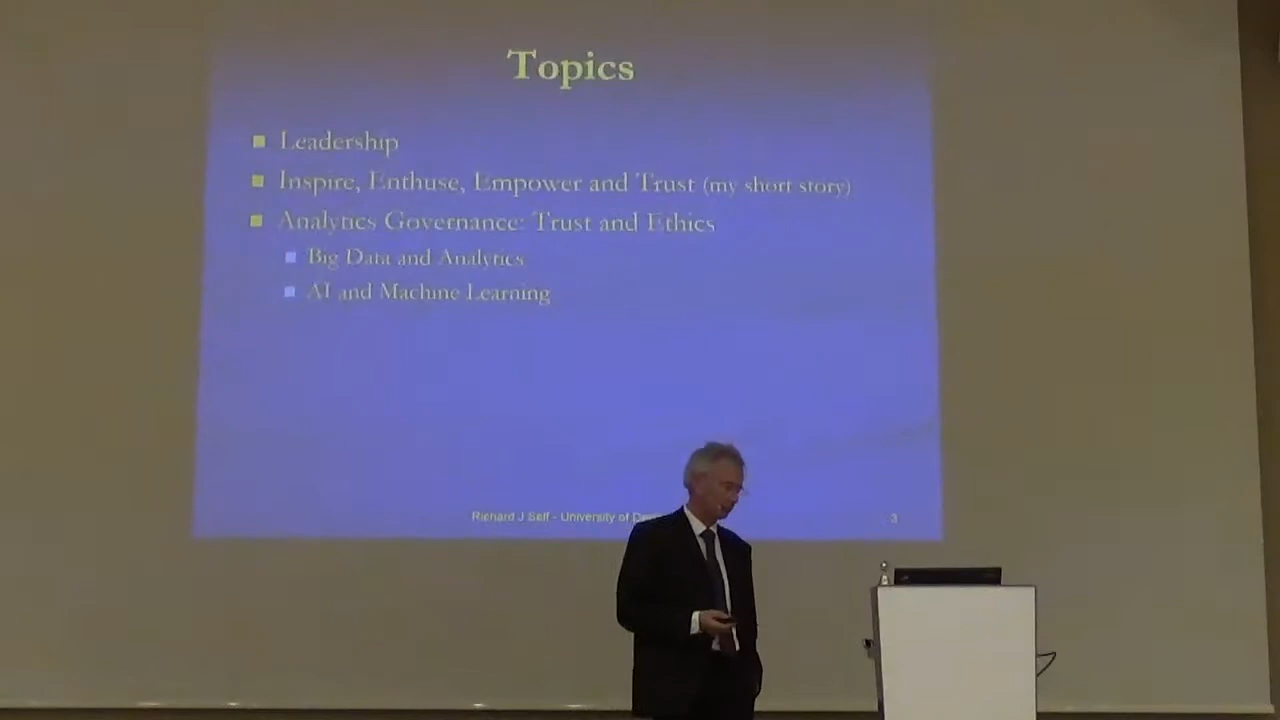 Topics
Leadership
Inspire, Enthuse, Empower and Trust (my short story)
Analytics Governance: Trust and Ethics
Big Data and Analytics
AI and Machine Learning
Richard J Self - University of
3